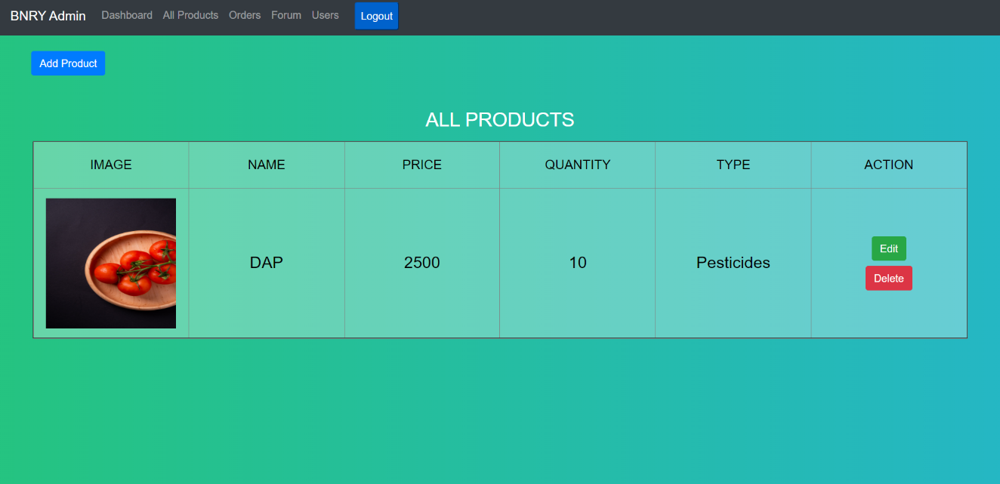 BNRY Admin Dashboard All Products Orders Forum Users Logout
Add Product
ALL PRODUCTS
IMAGE NAME PRICE QUANTITY TYPE ACTION
DAP 2500 10 Pesticides Edit
Delete